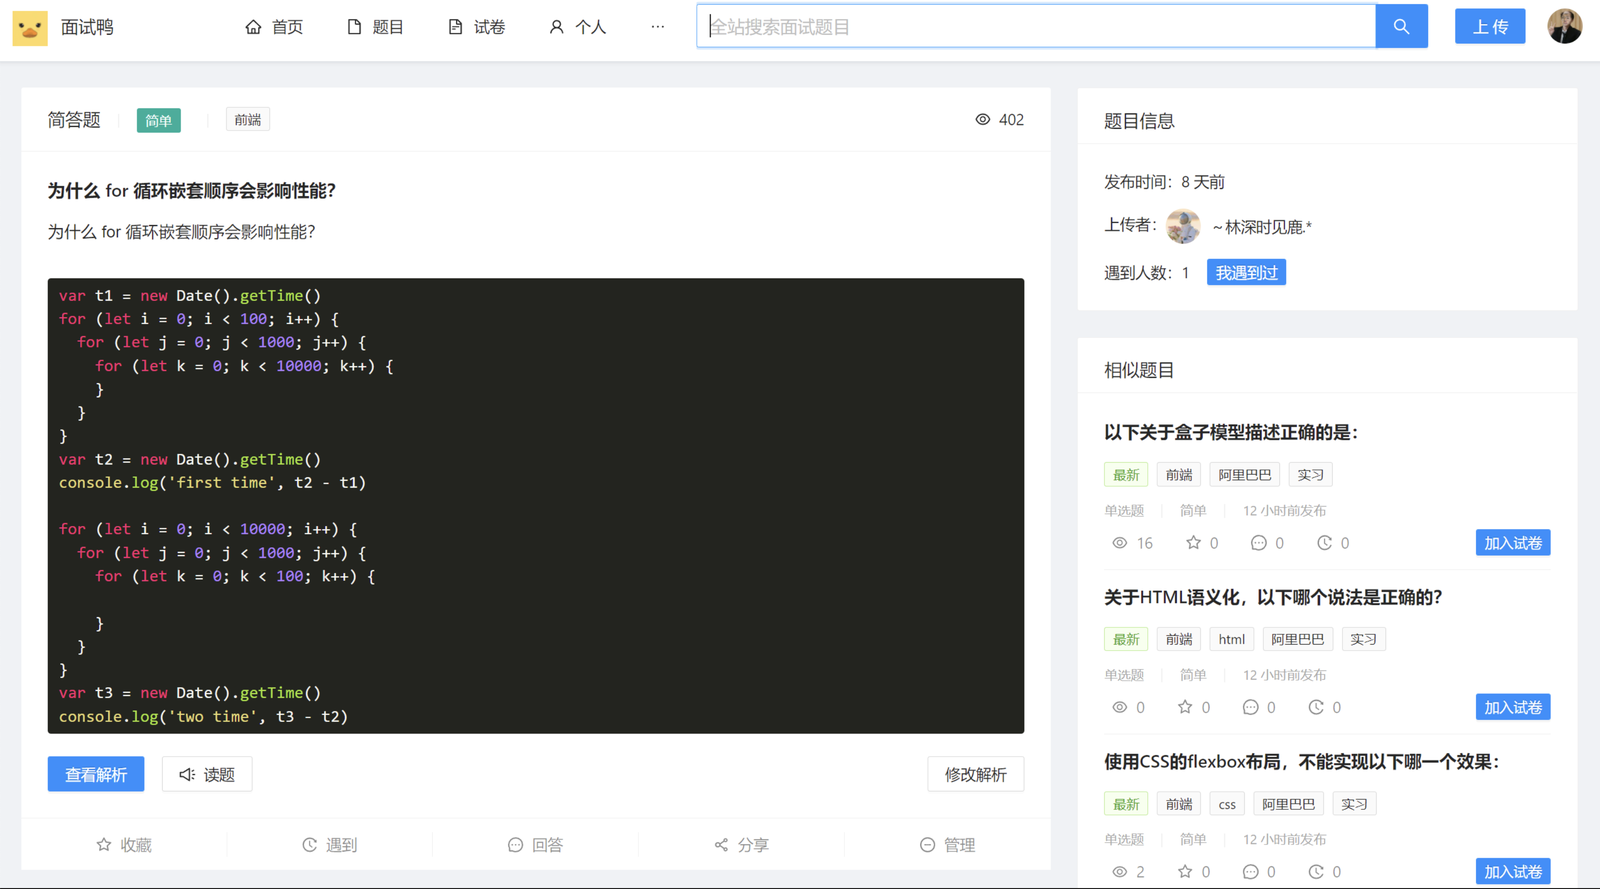 面试鸭
首页
题目
试卷
个人
···
全站搜索面试题目
上传
简答题
简单
前端
402
为什么 for 循环嵌套顺序会影响性能？
为什么 for 循环嵌套顺序会影响性能？
var t1 = new Date().getTime()
for (let i = 0; i < 100; i++) {
  for (let j = 0; j < 1000; j++) {
    for (let k = 0; k < 10000; k++) {
    }
  }
}
var t2 = new Date().getTime()
console.log('first time', t2 - t1)
for (let i = 0; i < 10000; i++) {
  for (let j = 0; j < 1000; j++) {
    for (let k = 0; k < 100; k++) {
    }
  }
}
var t3 = new Date().getTime()
console.log('two time', t3 - t2)
查看解析
读题
修改解析
收藏
遇到
回答
分享
管理
题目信息
发布时间：8 天前
上传者：～林深时见鹿.*
遇到人数：1 我遇到过
相似题目
以下关于盒子模型描述正确的是：
最新 前端 阿里巴巴 实习
单选题 简单 12 小时前发布
16 0 0 0 加入试卷
关于HTML语义化，以下哪个说法是正确的？
最新 前端 html 阿里巴巴 实习
单选题 简单 12 小时前发布
0 0 0 0 加入试卷
使用CSS的flexbox布局，不能实现以下哪一个效果：
最新 前端 css 阿里巴巴 实习
单选题 简单 12 小时前发布
2 0 0 0 加入试卷